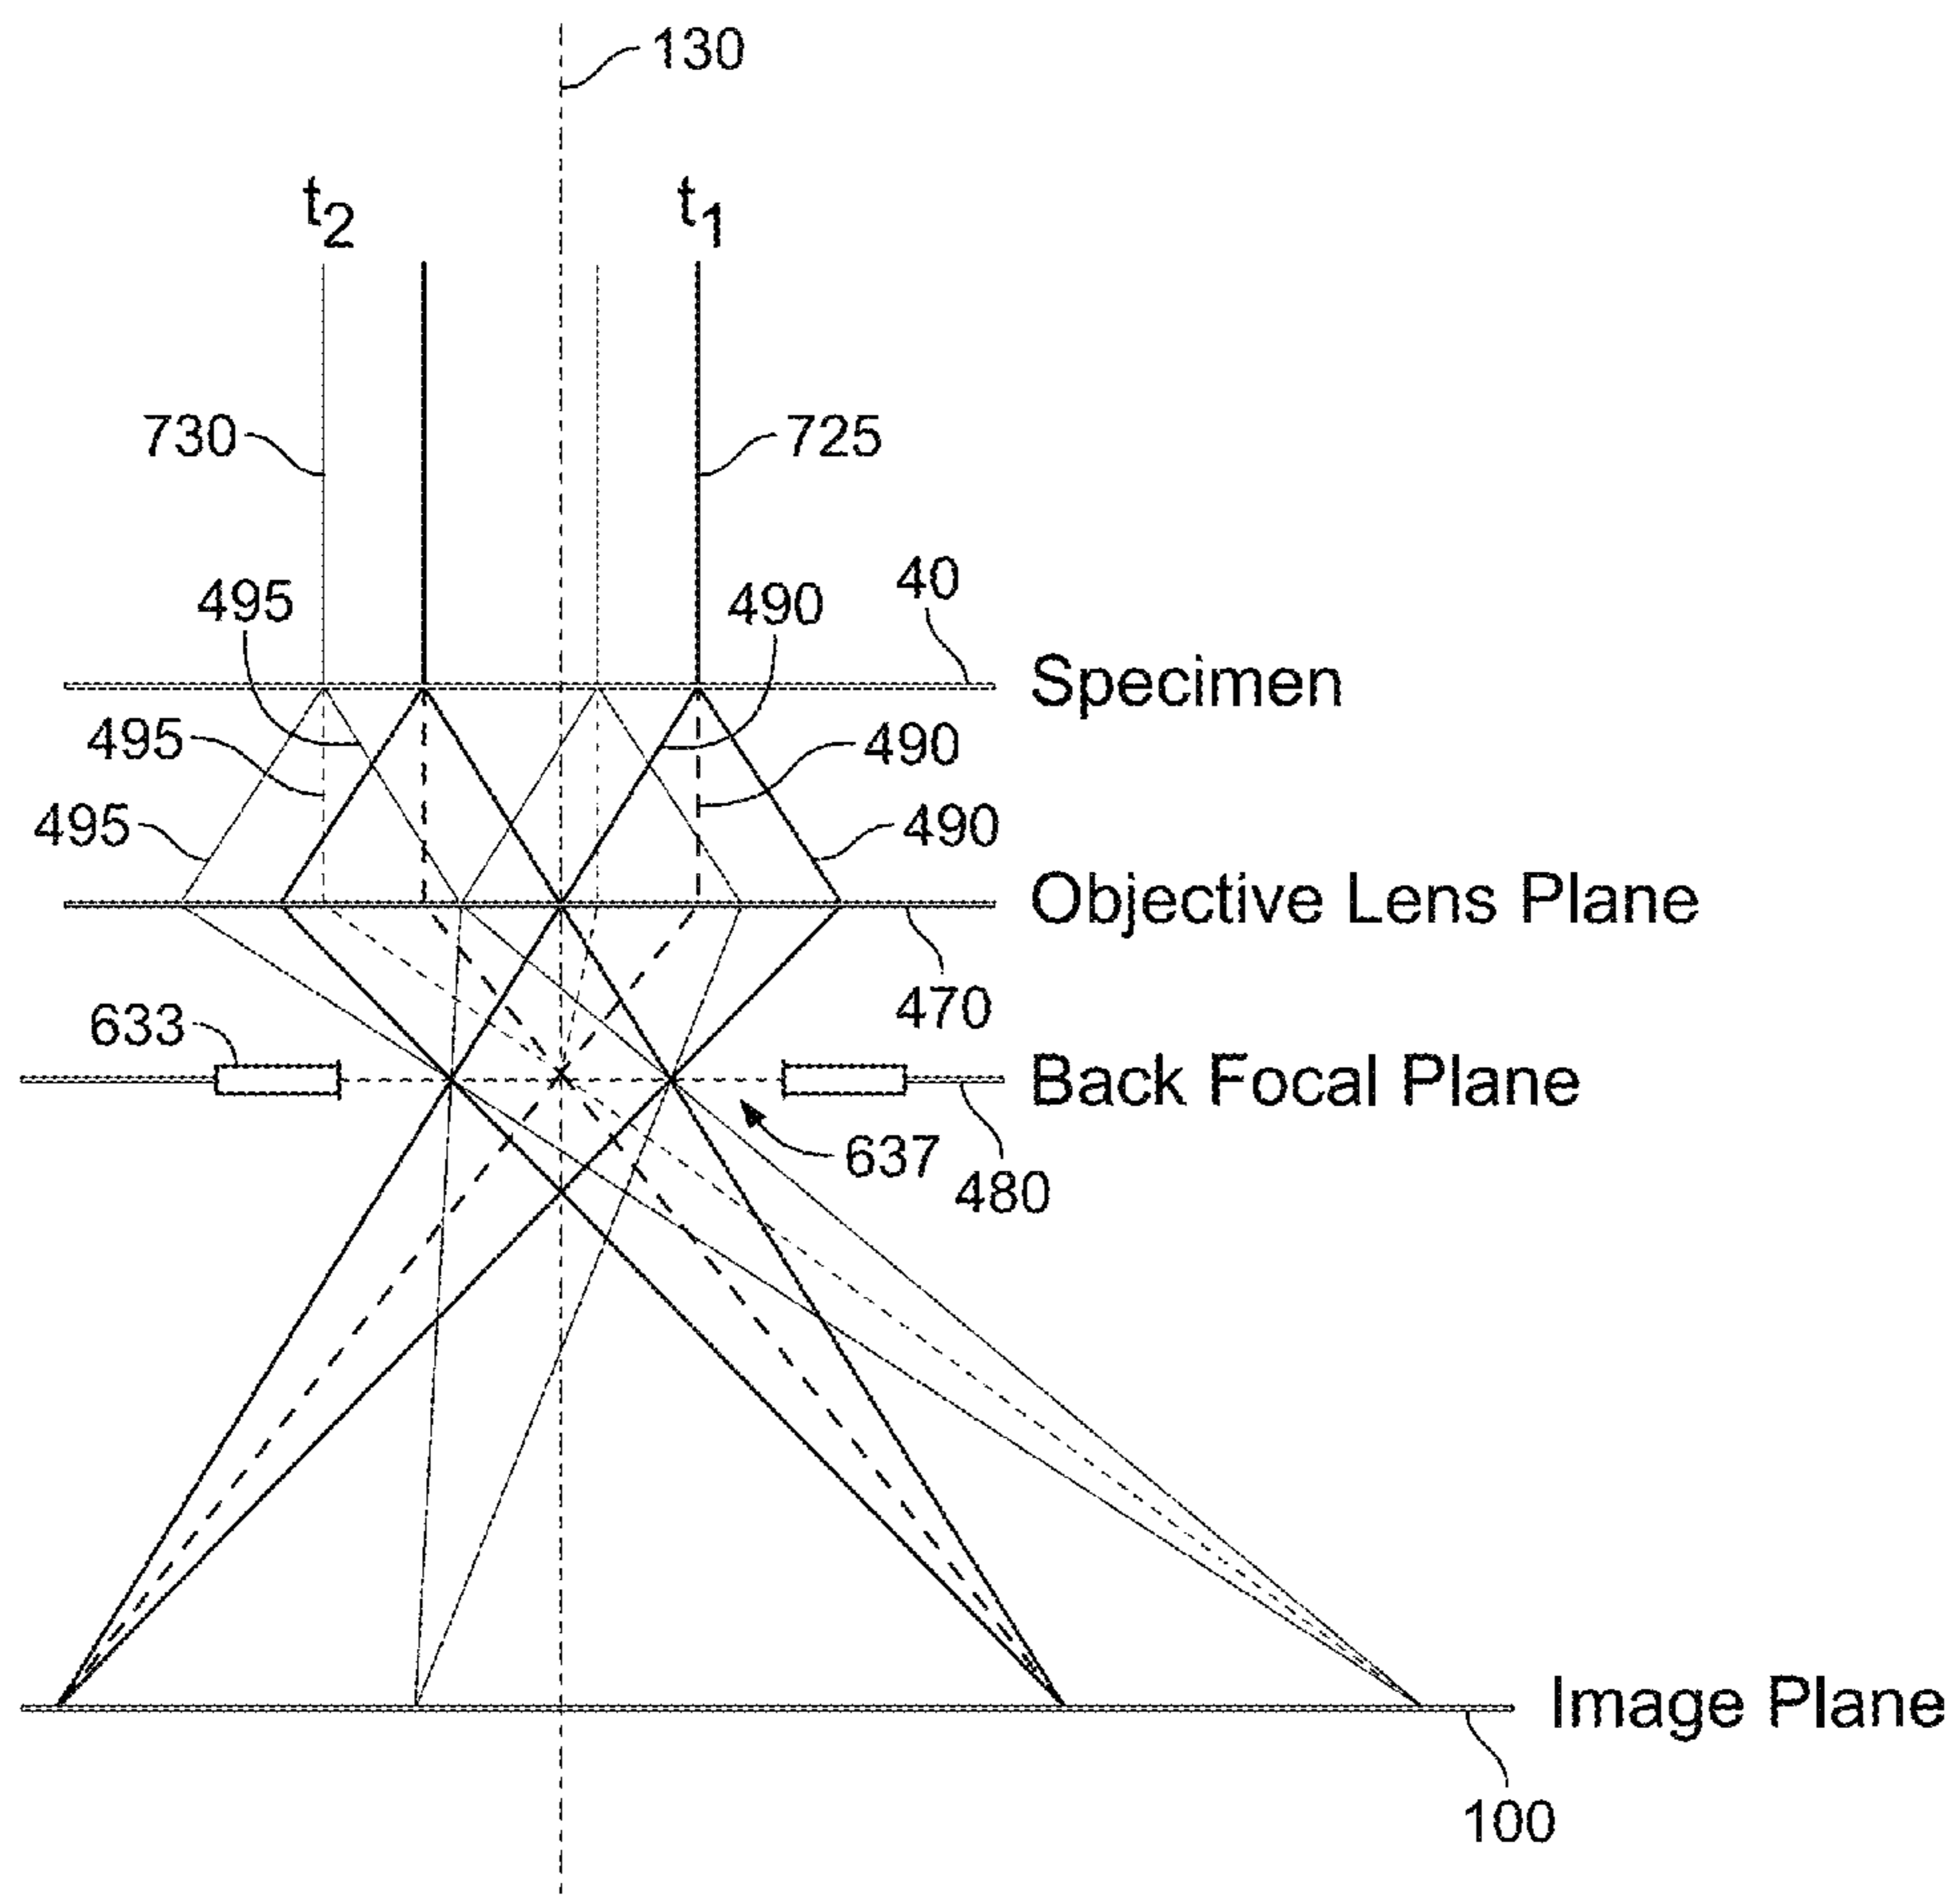 130
t2 t1
730 725
495 490 40
Specimen
495 490
495 490
Objective Lens Plane
470
633
Back Focal Plane
637
480
Image Plane
100